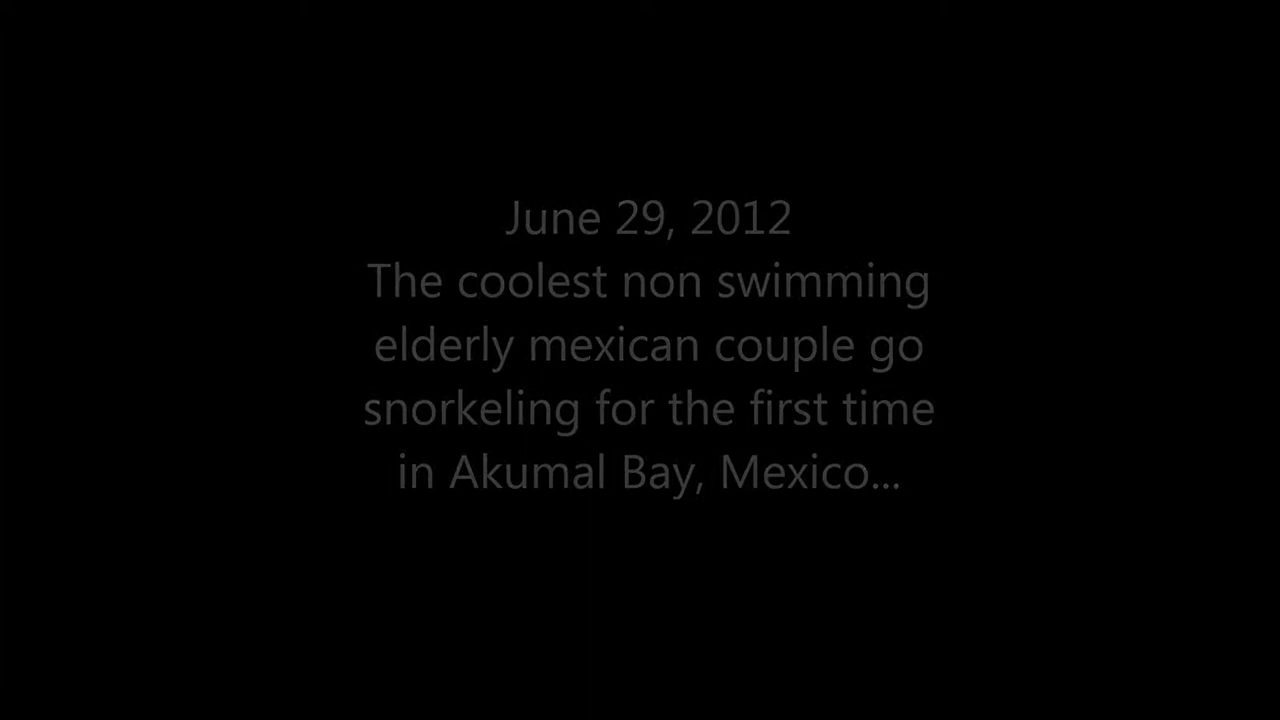 June 29, 2012
The coolest non swimming
elderly mexican couple go
snorkeling for the first time
in Akumal Bay, Mexico...